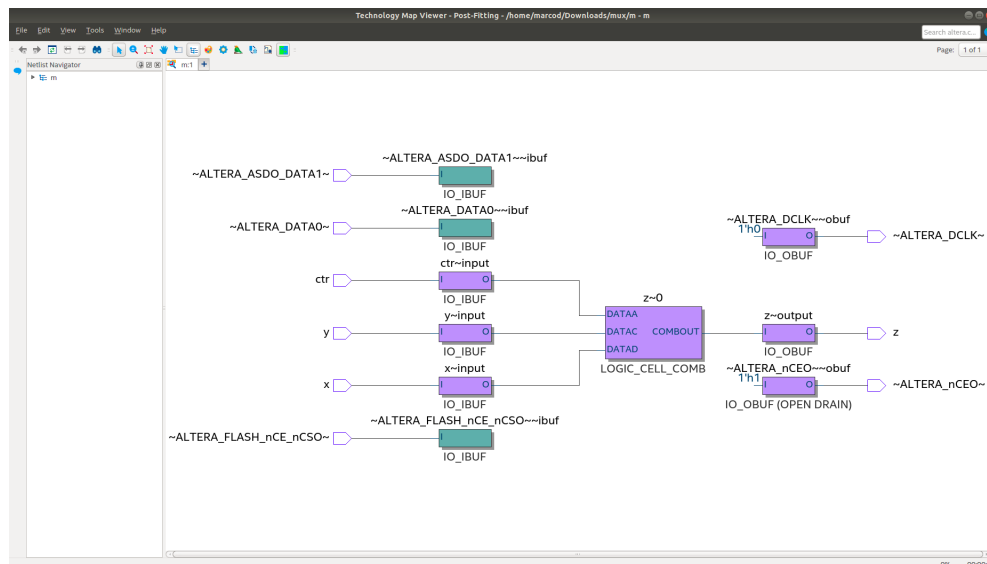 Technology Map Viewer - Post-Fitting - /home/marcod/Downloads/mux/m - m
File Edit View Tools Window Help
Search altera.c...
Page: 1 of 1
Netlist Navigator
m:1
m
~ALTERA_ASDO_DATA1~~ibuf
~ALTERA_ASDO_DATA1~
I
IO_IBUF
~ALTERA_DATA0~~ibuf
~ALTERA_DATA0~
I
IO_IBUF
~ALTERA_DCLK~~obuf
1'h0
I O
~ALTERA_DCLK~
IO_OBUF
ctr~input
ctr
I O
IO_IBUF
z~0
DATAA
DATAC COMBOUT
DATAD
LOGIC_CELL_COMB
y~input
y
I O
IO_IBUF
z~output
I O
z
IO_OBUF
x~input
x
I O
IO_IBUF
~ALTERA_nCEO~~obuf
1'h1
I O
~ALTERA_nCEO~
IO_OBUF (OPEN DRAIN)
~ALTERA_FLASH_nCE_nCSO~~ibuf
~ALTERA_FLASH_nCE_nCSO~
I
IO_IBUF